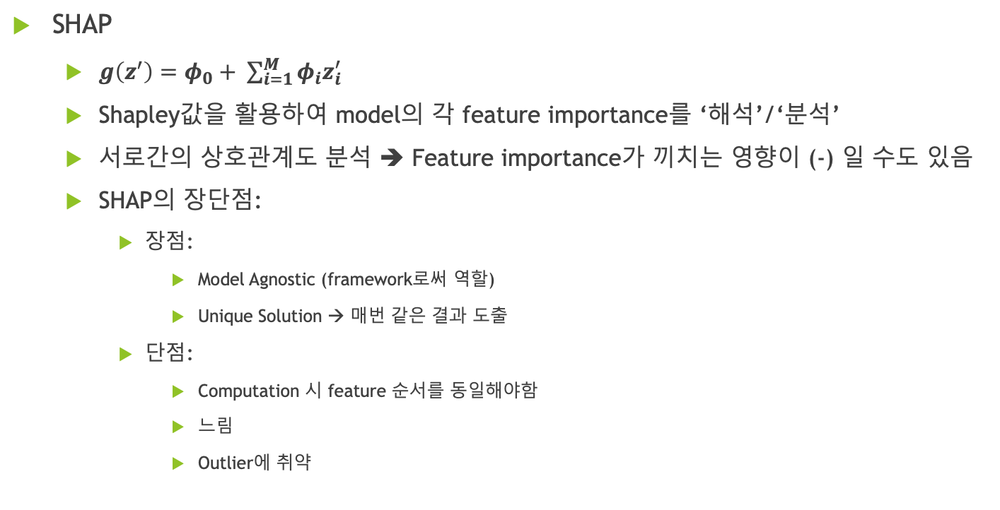 SHAP
g(z′) = ϕ₀ + ∑ᵢ₌₁ᴹ ϕᵢzᵢ′
Shapley값을 활용하여 model의 각 feature importance를 ‘해석’/‘분석’
서로간의 상호관계도 분석 ➔ Feature importance가 끼치는 영향이 (-) 일 수도 있음
SHAP의 장단점:
장점:
Model Agnostic (framework로써 역할)
Unique Solution → 매번 같은 결과 도출
단점:
Computation 시 feature 순서를 동일해야함
느림
Outlier에 취약